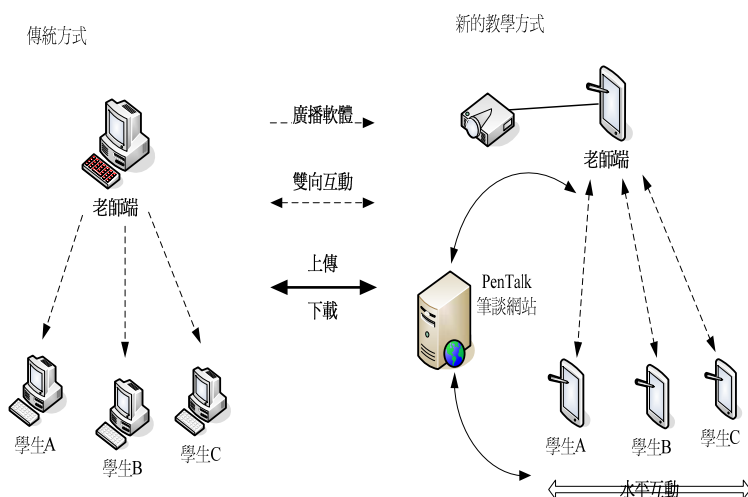 傳統方式
新的教學方式
老師端
廣播軟體
雙向互動
上傳
下載
老師端
PenTalk
筆談網站
學生A
學生B
學生C
學生A
學生B
學生C
水平互動